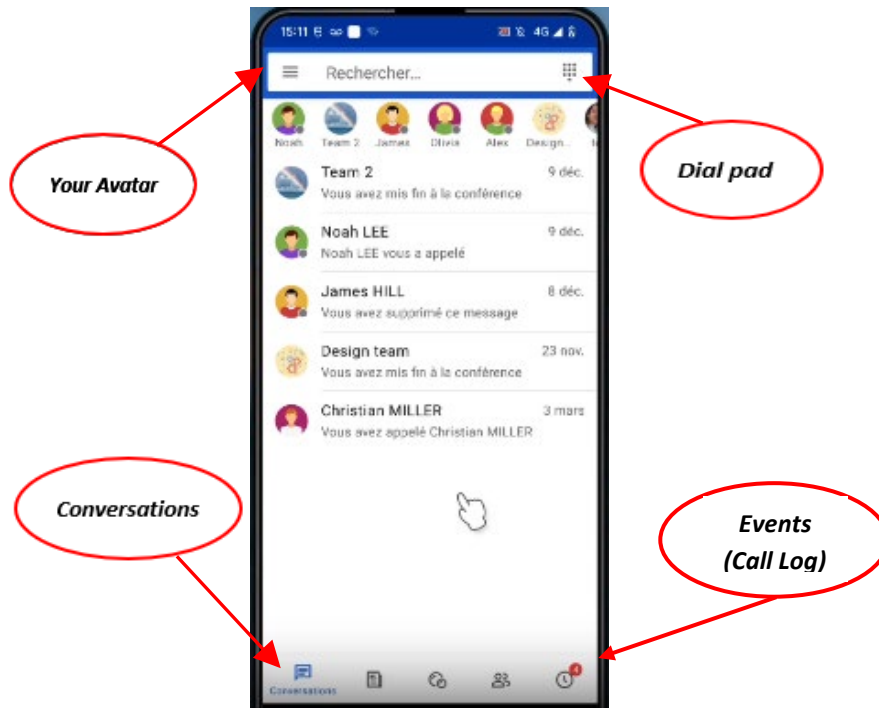 15:11 4G
Rechercher...
Noah Team 2 James Olivia Alex Design..
Your Avatar
Dial pad
Team 2 9 déc.
Vous avez mis fin à la conférence
Noah LEE 9 déc.
Noah LEE vous a appelé
James HILL 8 déc.
Vous avez supprimé ce message
Design team 23 nov.
Vous avez mis fin à la conférence
Christian MILLER 3 mars
Vous avez appelé Christian MILLER
Conversations
Events
(Call Log)
4
Conversations